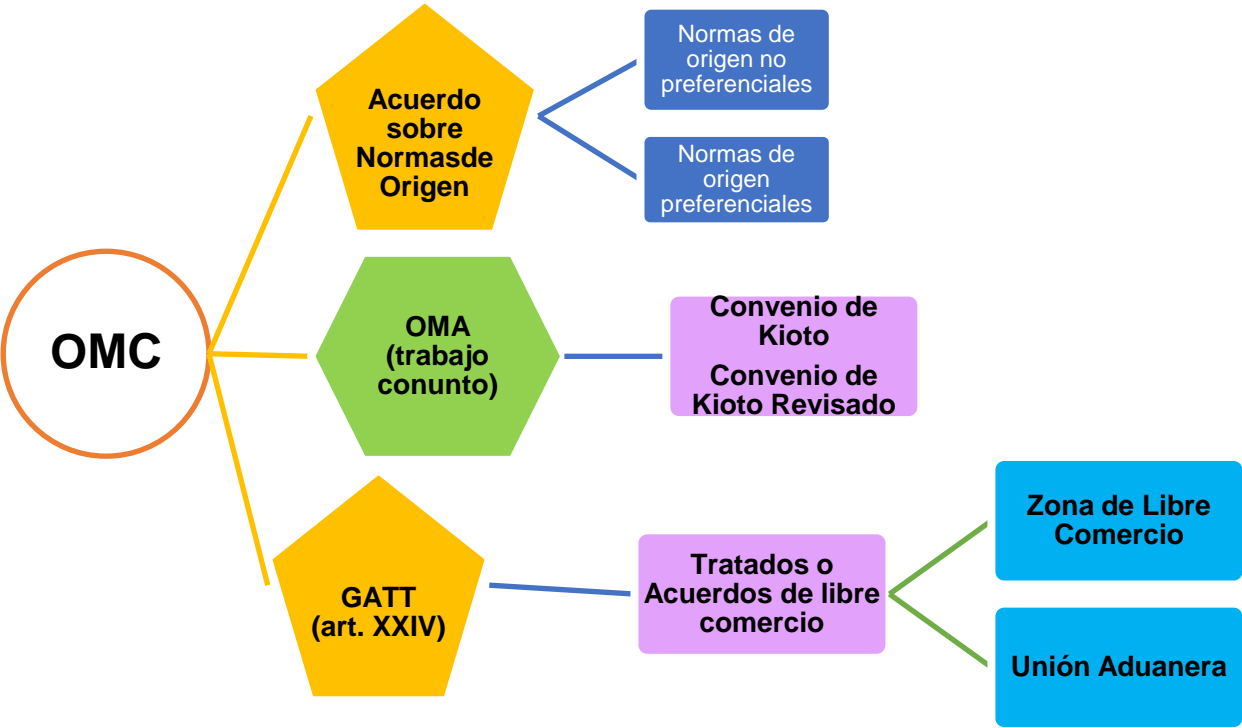 OMC
Acuerdo
sobre
Normasde
Origen
Normas de
origen no
preferenciales
Normas de
origen
preferenciales
OMA
(trabajo
conunto)
Convenio de
Kioto
Convenio de
Kioto Revisado
GATT
(art. XXIV)
Tratados o
Acuerdos de libre
comercio
Zona de Libre
Comercio
Unión Aduanera